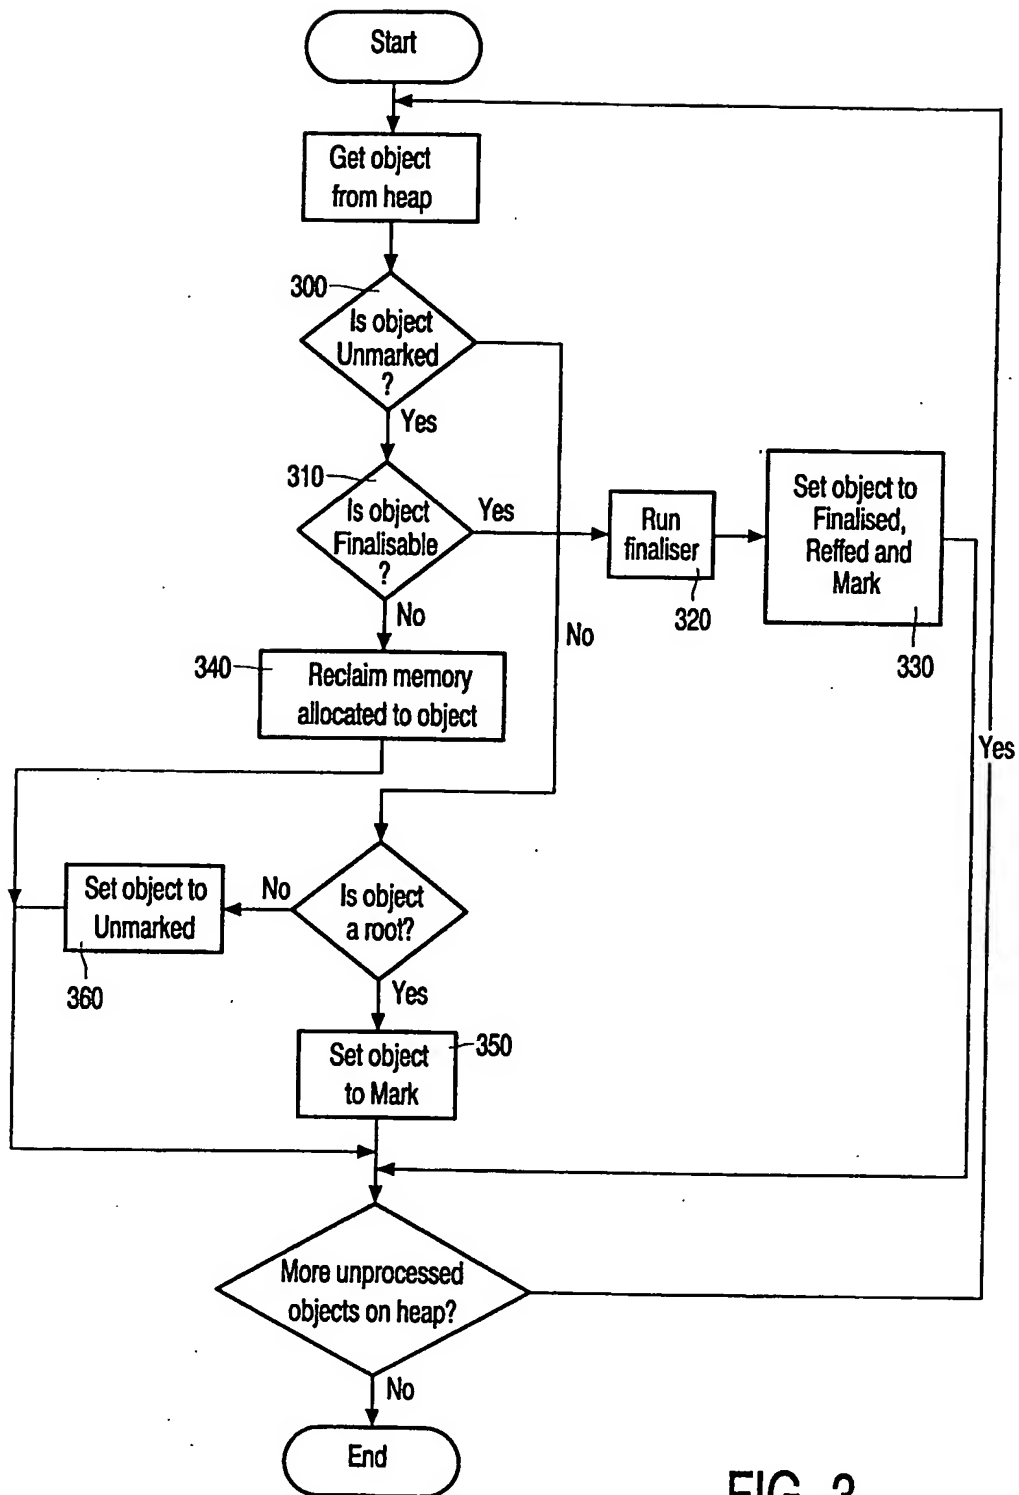 Start
Get object
from heap
300
Is object
Unmarked
?
Yes
310
Is object
Finalisable
?
Yes
Run
finaliser
320
Set object to
Finalised,
Reffed and
Mark
330
No
No
340
Reclaim memory
allocated to object
Yes
Is object
a root?
No
Set object to
Unmarked
360
Yes
Set object
to Mark
350
More unprocessed
objects on heap?
No
End
FIG. 3